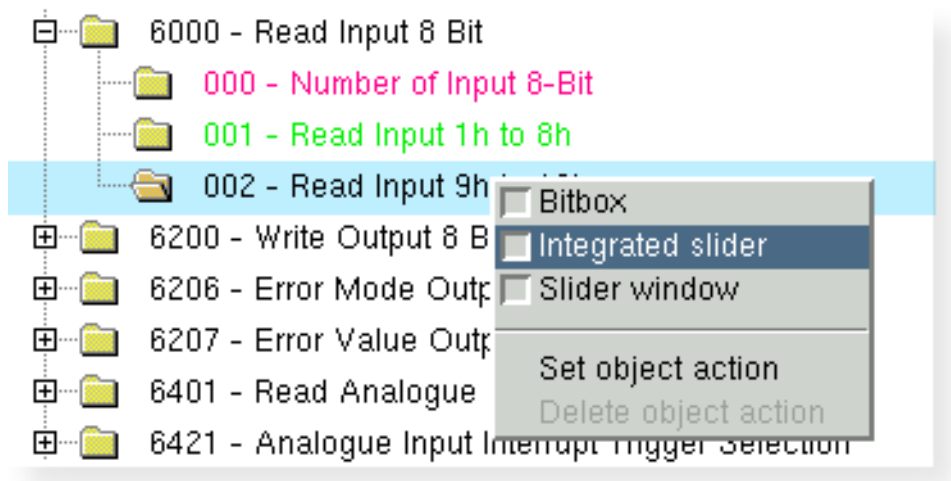 6000 - Read Input 8 Bit
000 - Number of Input 8-Bit
001 - Read Input 1h to 8h
002 - Read Input 9h
6200 - Write Output 8 B
6206 - Error Mode Outp
6207 - Error Value Outp
6401 - Read Analogue
6421 - Analogue Input Interrupt Trigger Selection
Bitbox
Integrated slider
Slider window
Set object action
Delete object action